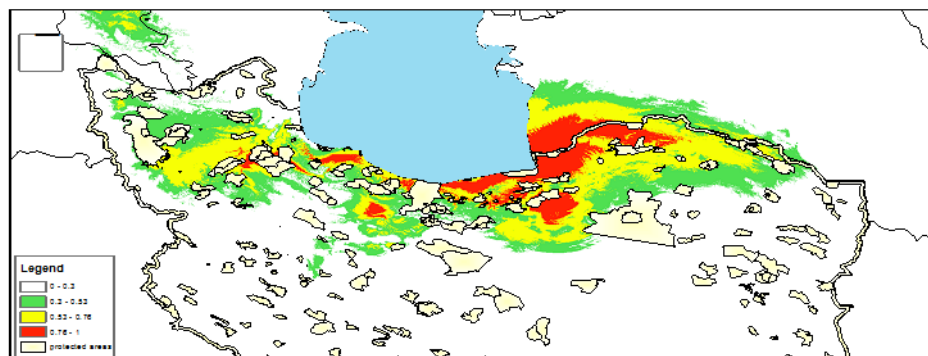 Legend
0 - 0.3
0.3 - 0.53
0.53 - 0.76
0.76 - 1
protected areas